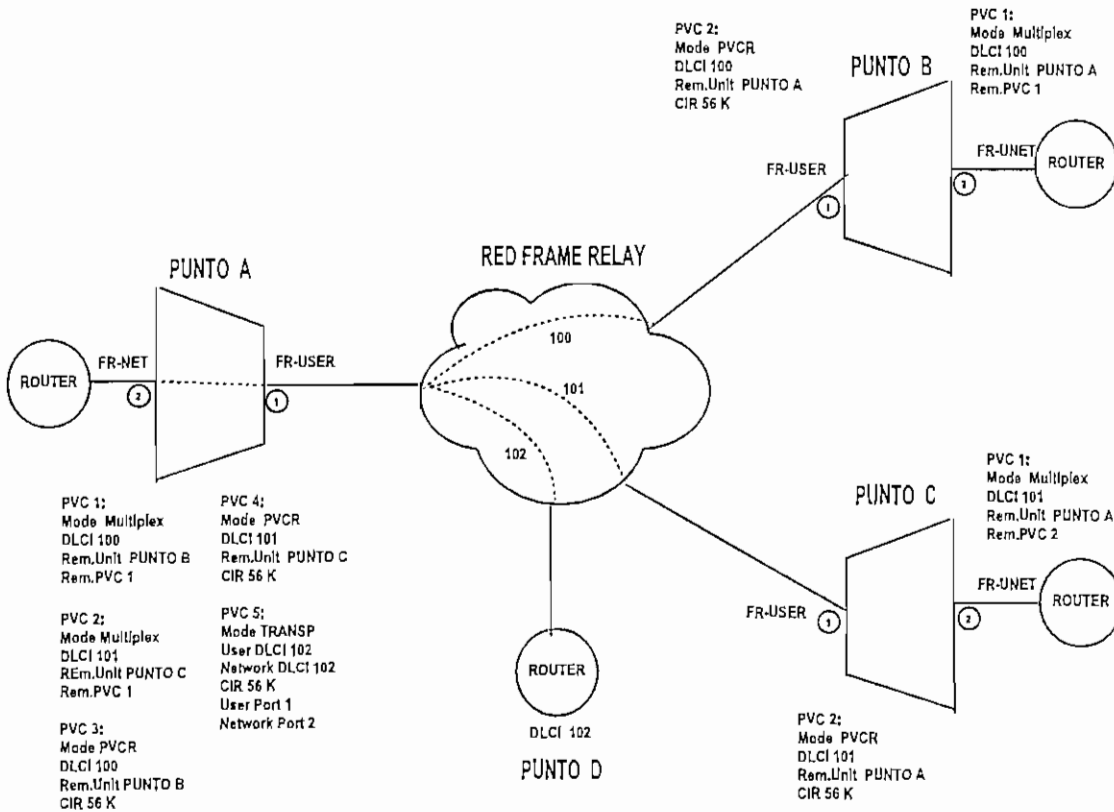 PVC 2:
Mode PVCR
DLCI 100
Rem.Unit PUNTO A
CIR 56 K
PUNTO B
PVC 1:
Mode Multiplex
DLCI 100
Rem.Unit PUNTO A
Rem.PVC 1
FR-USER
1
2
FR-UNET
ROUTER
RED FRAME RELAY
100
101
102
PUNTO A
ROUTER
FR-NET
2
FR-USER
1
PVC 1:
Mode Multiplex
DLCI 100
Rem.Unit PUNTO B
Rem.PVC 1
PVC 2:
Mode Multiplex
DLCI 101
REm.Unit PUNTO C
Rem.PVC 1
PVC 3:
Mode PVCR
DLCI 100
Rem.Unit PUNTO B
CIR 56 K
PVC 4:
Mode PVCR
DLCI 101
Rem.Unit PUNTO C
CIR 56 K
PVC 5:
Mode TRANSP
User DLCI 102
Network DLCI 102
CIR 56 K
User Port 1
Network Port 2
ROUTER
DLCI 102
PUNTO D
PUNTO C
PVC 1:
Mode Multiplex
DLCI 101
Rem.Unit PUNTO A
Rem.PVC 2
FR-USER
1
2
FR-UNET
ROUTER
PVC 2:
Mode PVCR
DLCI 101
Rem.Unit PUNTO A
CIR 56 K